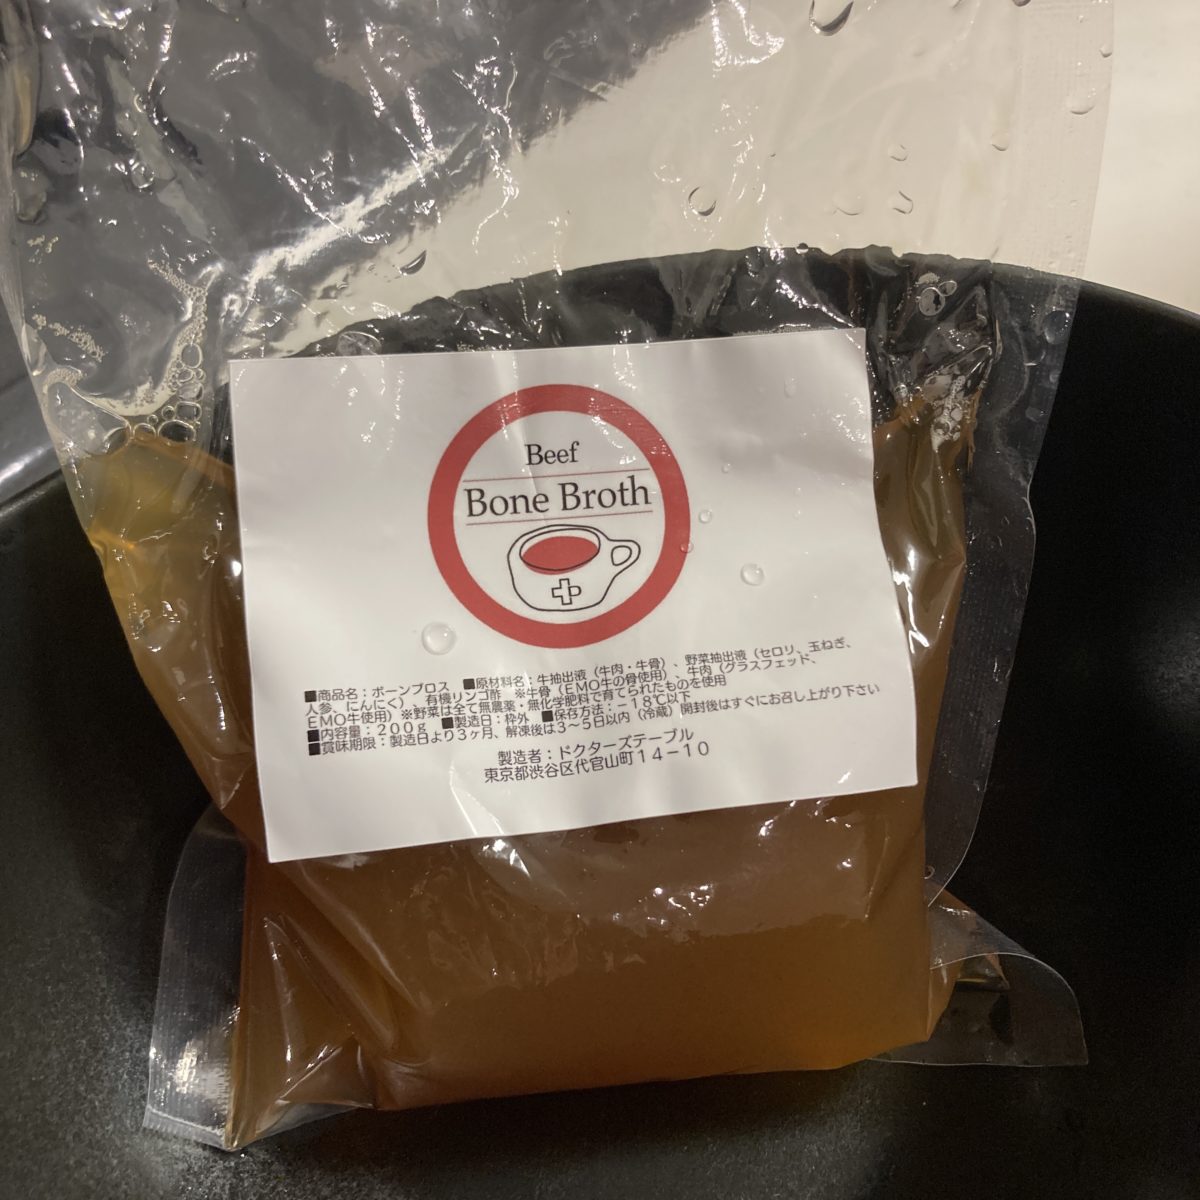 Beef
Bone Broth
■商品名：ボーンブロス　■原材料名：牛抽出液（牛肉・牛骨）、野菜抽出液（セロリ、玉ねぎ、
人参、にんにく）、有機リンゴ酢　※牛骨（EMO牛の骨使用）、牛肉（グラスフェッド、
EMO牛使用）※野菜は全て無農薬・無化学肥料で育てられたものを使用
■内容量：２００ｇ　■製造日：枠外　■保存方法：－１８℃以下
■賞味期限：製造日より３ヶ月、解凍後は３～５日以内（冷蔵）開封後はすぐにお召し上がり下さい
製造者：ドクターズテーブル
東京都渋谷区代官山町１４－１０